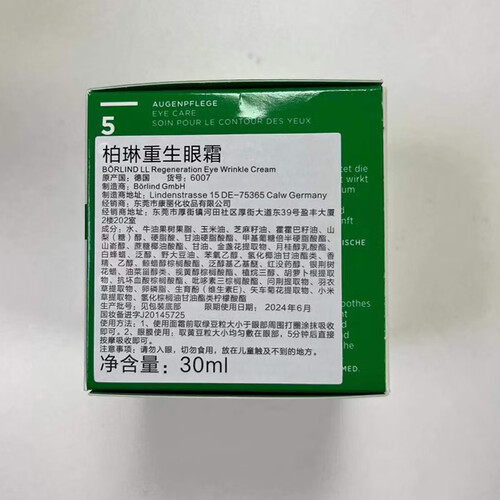 5
AUGENPFLEGE
EYE CARE
SOIN POUR LE CONTOUR DES YEUX
柏琳重生眼霜
BÖRLIND LL Regeneration Eye Wrinkle Cream
原产国：德国 货号：6007
制造商：Börlind GmbH
制造商地址：Lindenstrasse 15 DE-75365 Calw Germany
经销商：东莞市康丽化妆品有限公司
经销商地址：东莞市厚街镇河田社区厚街大道东39号盈丰大厦
2楼202室
成分：水、牛油果树果脂、玉米油、芝麻籽油、霍霍巴籽油、山
梨（糖）醇、硬脂酸、甘油硬脂酸酯、甲基葡糖倍半硬脂酸酯、
山嵛醇、蔗糖椰油酸酯、甘油、金盏花提取物、月桂醇乳酸酯、
白蜂蜡、泛醇、野大豆油、苯氧乙醇、氢化椰油甘油酯类、香
精、乙醇、鲸蜡醇棕榈酸酯、泛醇基乙基醚、红没药醇、银荆树
花蜡、油菜甾醇类、视黄醇棕榈酸酯、植烷三醇、胡萝卜根提取
物、抗坏血酸棕榈酸酯、吡哆素三棕榈酸酯、问荆提取物、羽衣
草提取物、卵磷脂、生育酚（维生素E）、矢车菊花提取物、小米
草提取物、氢化棕榈油甘油酯类柠檬酸酯
批号：见包装底部 限期使用日期：2024年6月
国妆备进字J20145725
使用方法：1、使用面霜前取绿豆粒大小于眼部周围打圈涂抹吸收
即可。2、眼膜使用：取黄豆粒大小均匀敷在眼部，5分钟后直接
按摩吸收即可。
注意事项：请勿入眼，切勿食用，放在儿童触及不到的地方。
净含量：30ml